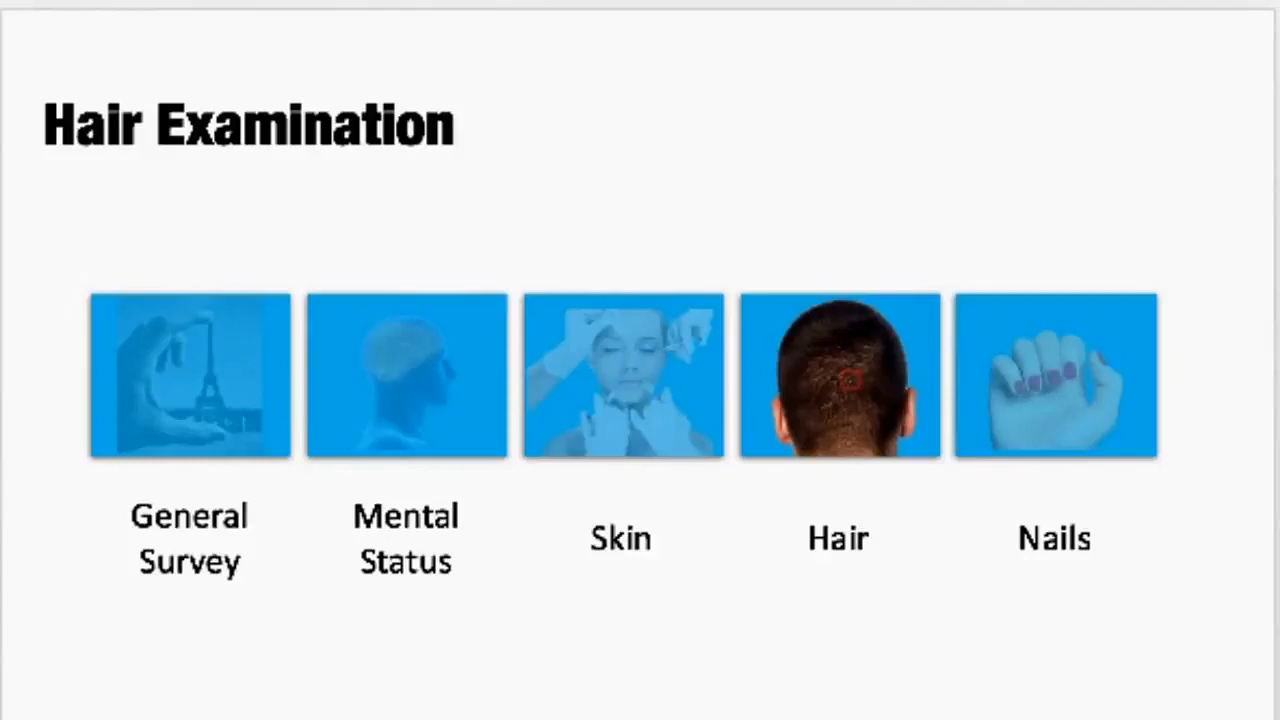 Hair Examination
General
Survey
Mental
Status
Skin
Hair
Nails